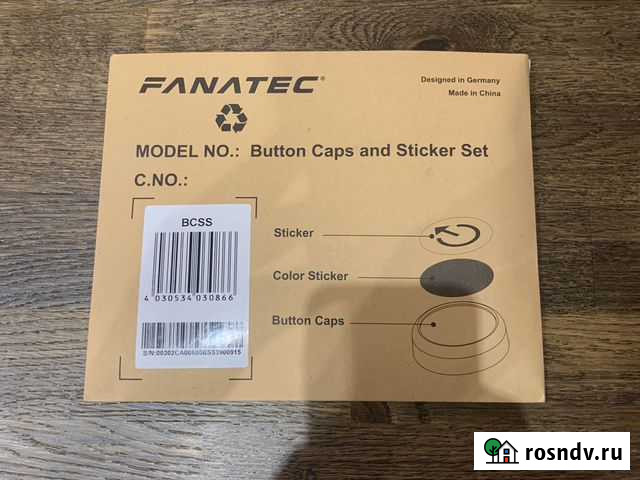 FANATEC®
Designed in Germany
Made in China
MODEL NO.: Button Caps and Sticker Set
C.NO.:
BCSS
4 030534 030866
Sticker
Color Sticker
Button Caps
rosndv.ru